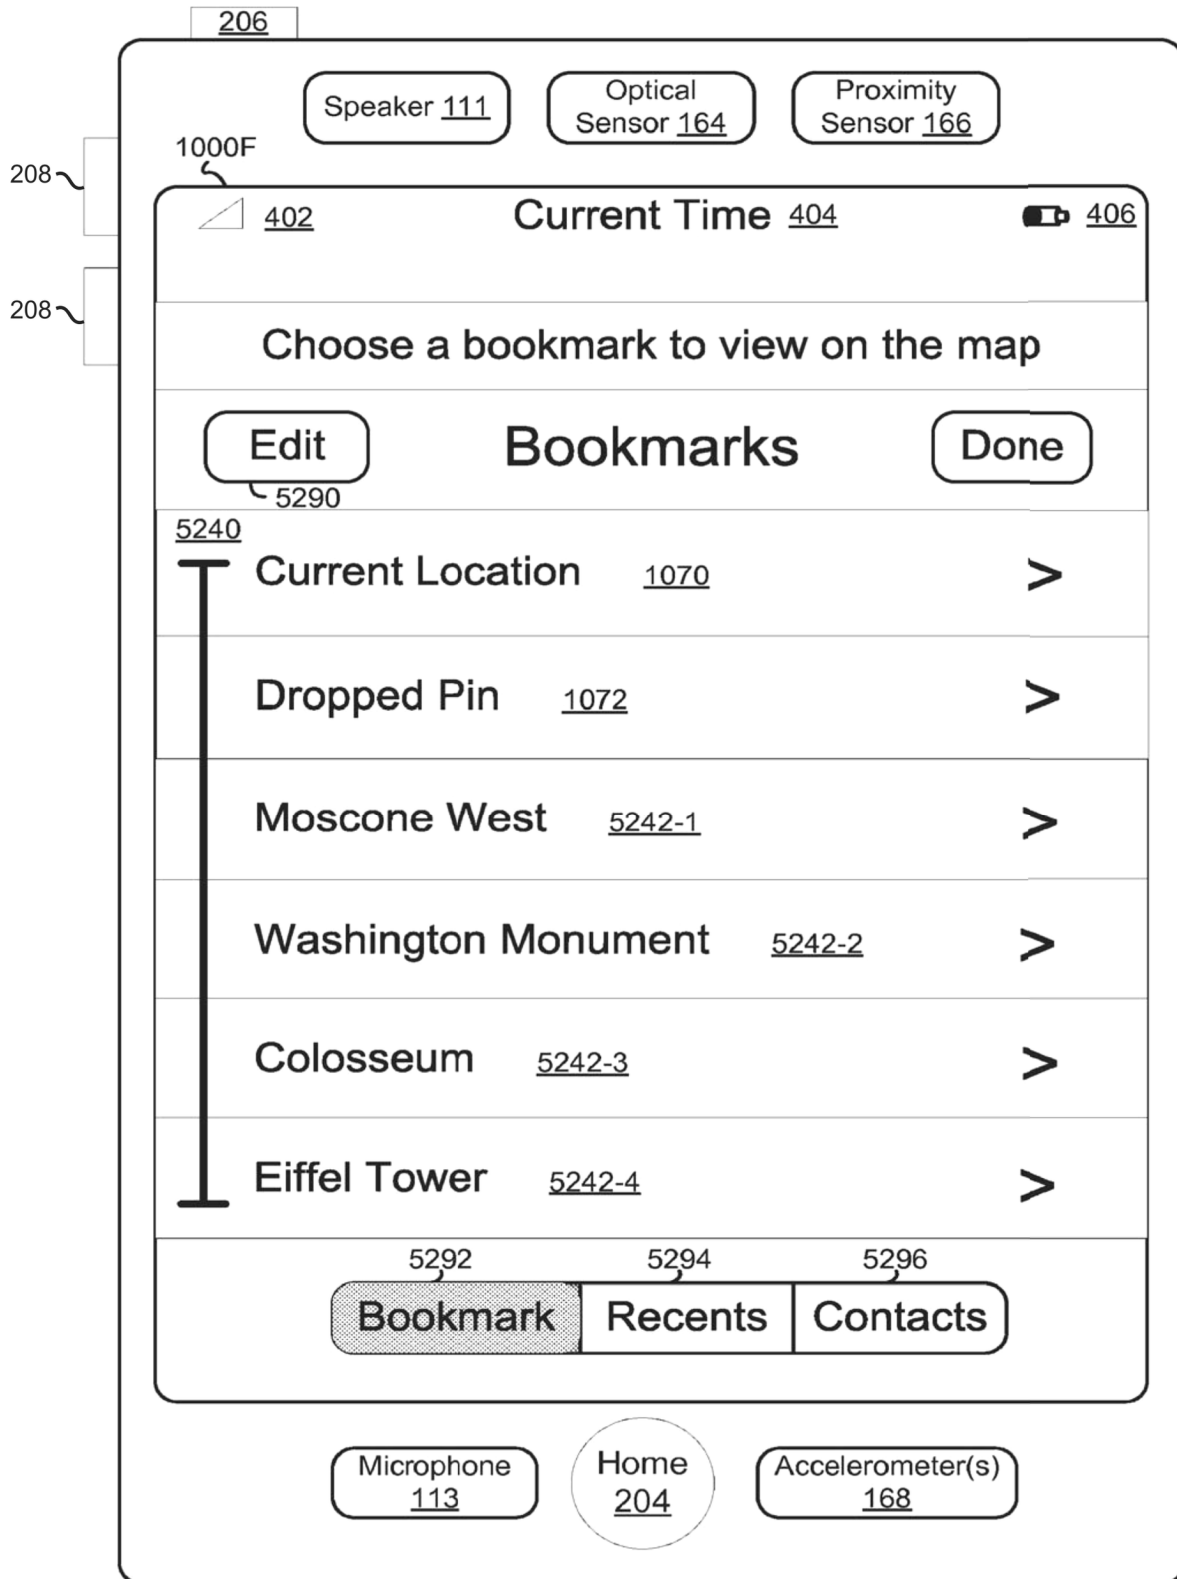 206
Speaker 111
Optical
Sensor 164
Proximity
Sensor 166
1000F
208
402
Current Time 404
406
208
Choose a bookmark to view on the map
Edit
Bookmarks
Done
5290
5240
Current Location 1070 >
Dropped Pin 1072 >
Moscone West 5242-1 >
Washington Monument 5242-2 >
Colosseum 5242-3 >
Eiffel Tower 5242-4 >
5292 5294 5296
Bookmark Recents Contacts
Microphone
113
Home
204
Accelerometer(s)
168